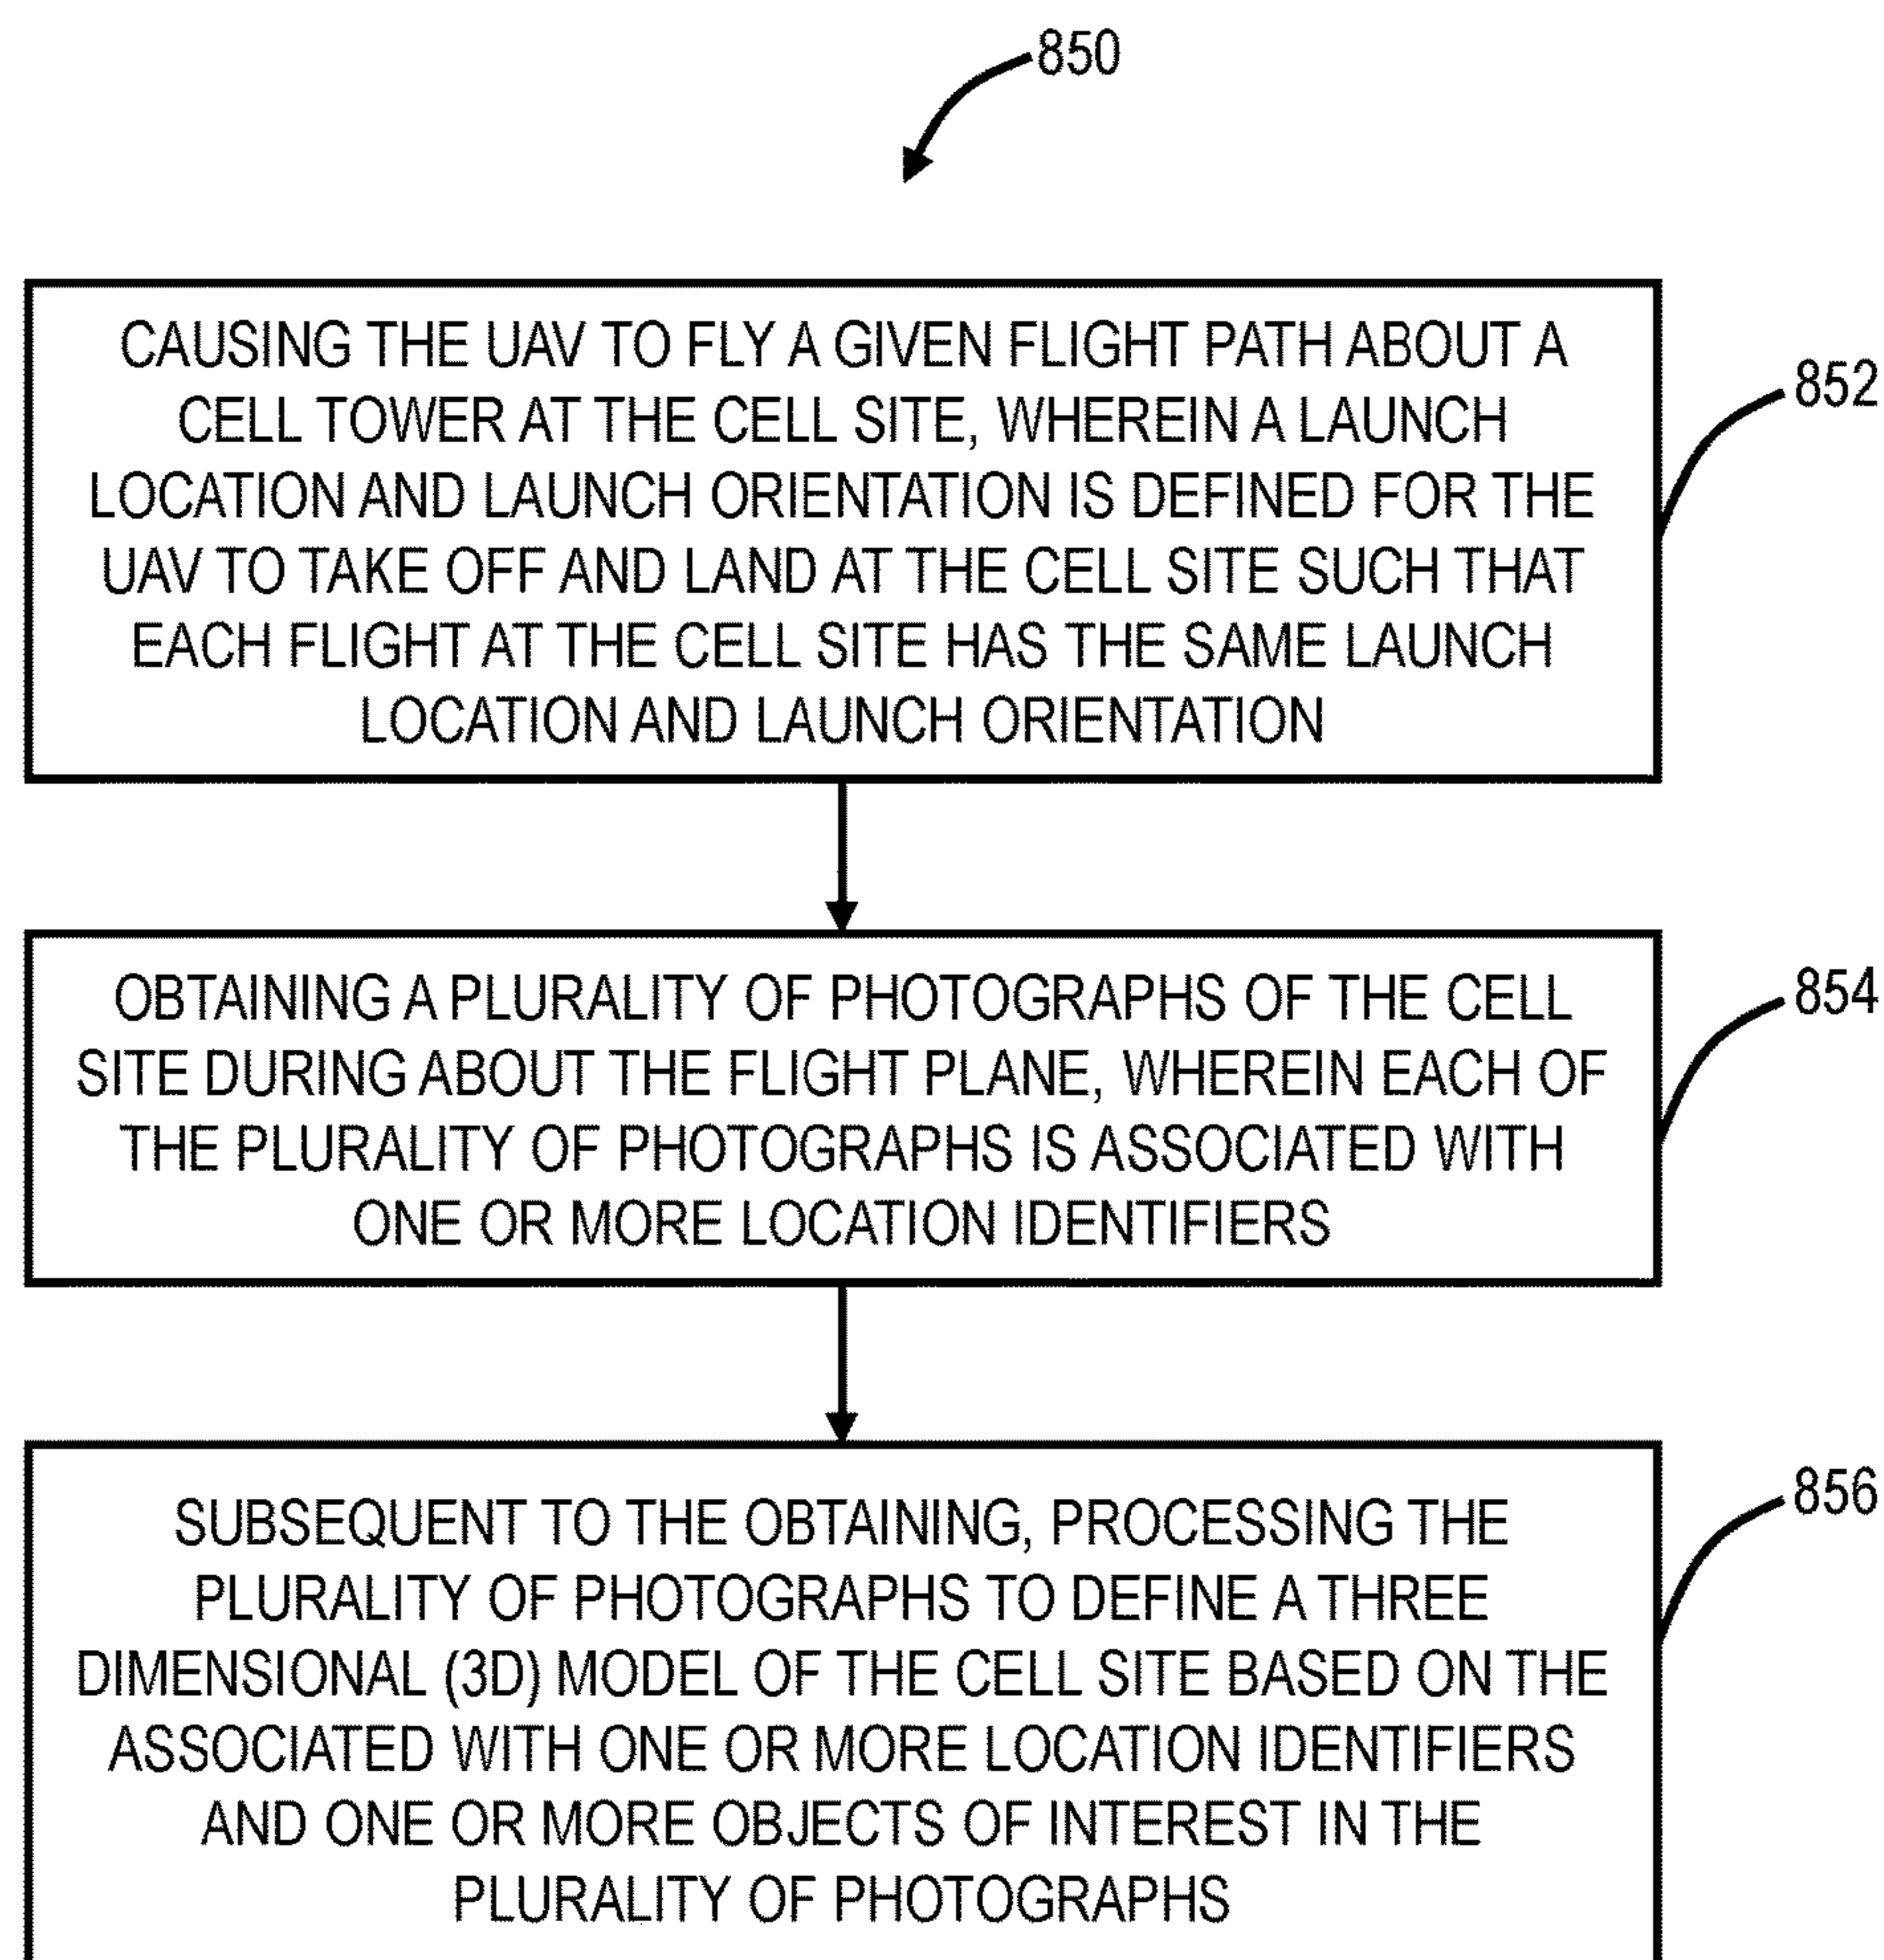 850
CAUSING THE UAV TO FLY A GIVEN FLIGHT PATH ABOUT A
CELL TOWER AT THE CELL SITE, WHEREIN A LAUNCH
LOCATION AND LAUNCH ORIENTATION IS DEFINED FOR THE
UAV TO TAKE OFF AND LAND AT THE CELL SITE SUCH THAT
EACH FLIGHT AT THE CELL SITE HAS THE SAME LAUNCH
LOCATION AND LAUNCH ORIENTATION
852
OBTAINING A PLURALITY OF PHOTOGRAPHS OF THE CELL
SITE DURING ABOUT THE FLIGHT PLANE, WHEREIN EACH OF
THE PLURALITY OF PHOTOGRAPHS IS ASSOCIATED WITH
ONE OR MORE LOCATION IDENTIFIERS
854
SUBSEQUENT TO THE OBTAINING, PROCESSING THE
PLURALITY OF PHOTOGRAPHS TO DEFINE A THREE
DIMENSIONAL (3D) MODEL OF THE CELL SITE BASED ON THE
ASSOCIATED WITH ONE OR MORE LOCATION IDENTIFIERS
AND ONE OR MORE OBJECTS OF INTEREST IN THE
PLURALITY OF PHOTOGRAPHS
856